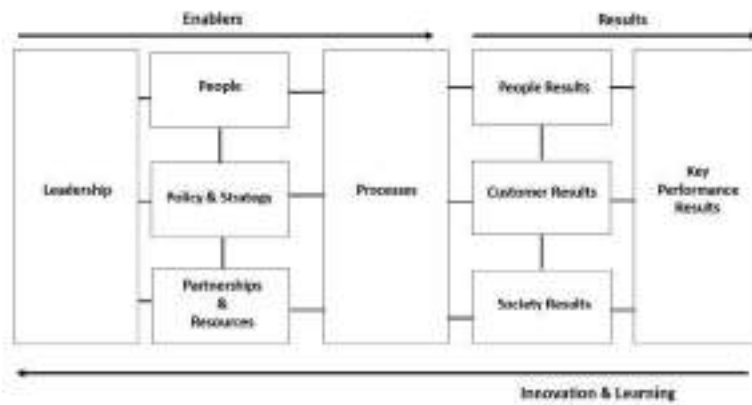 Enablers
Results
Leadership
People
Policy & Strategy
Partnerships
&
Resources
Processes
People Results
Customer Results
Society Results
Key
Performance
Results
Innovation & Learning